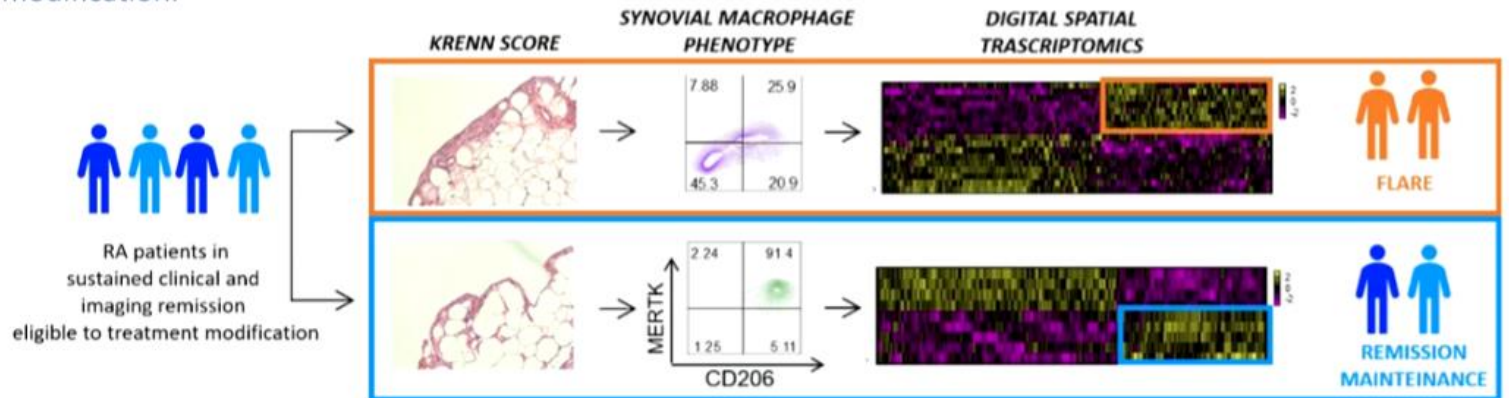 modification.
KRENN SCORE
SYNOVIAL MACROPHAGE
PHENOTYPE
DIGITAL SPATIAL
TRASCRIPTOMICS
7.88 25.9
45.3 20.9
FLARE
RA patients in
sustained clinical and
imaging remission
eligible to treatment modification
2.24 91 4
1 25 5 11
MERTK
CD206
REMISSION
MAINTEINANCE